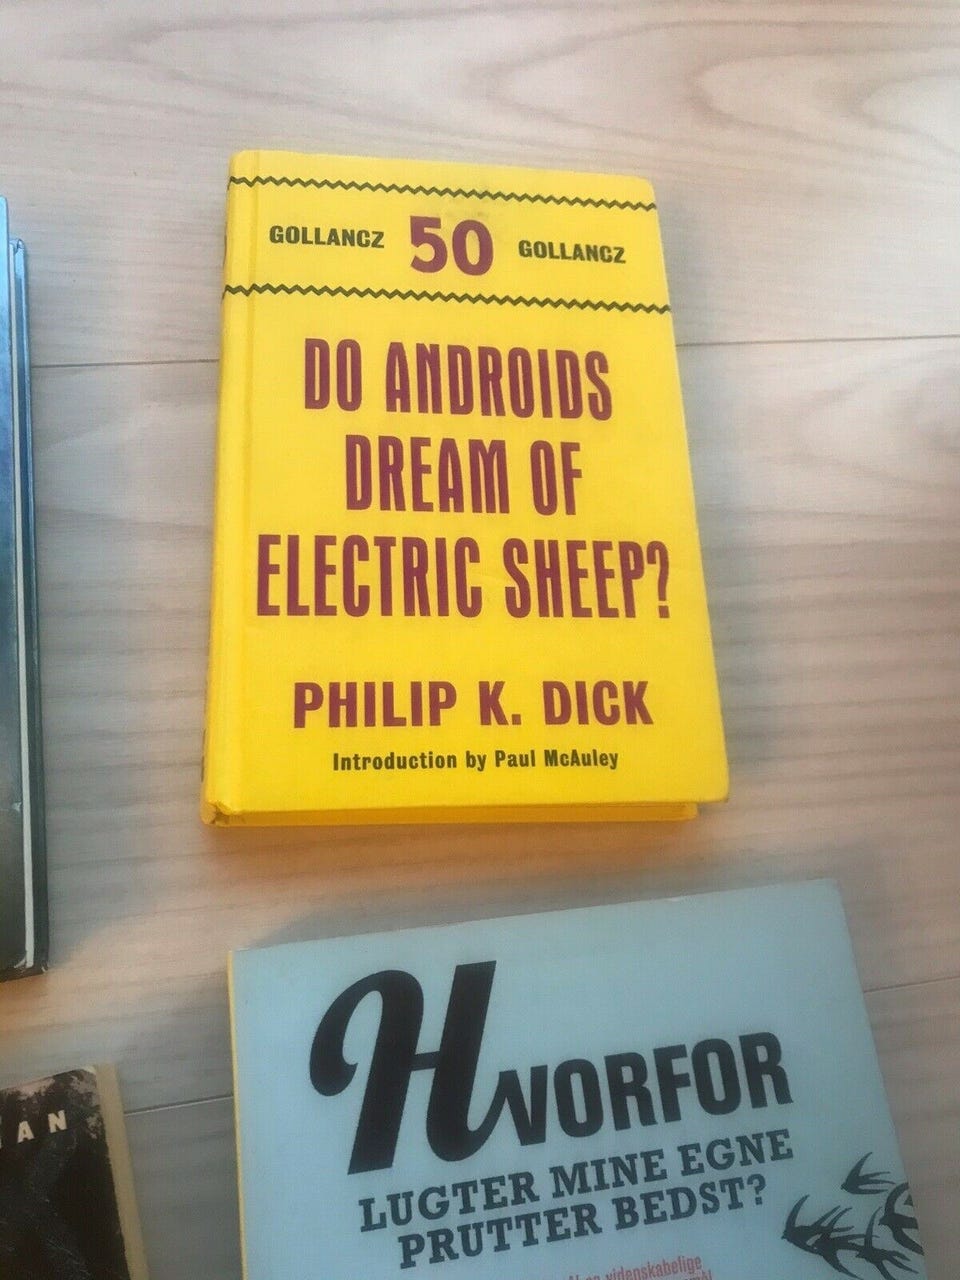 GOLLANCZ 50 GOLLANCZ
DO ANDROIDS
DREAM OF
ELECTRIC SHEEP?
PHILIP K. DICK
Introduction by Paul McAuley
HVORFOR
LUGTER MINE EGNE
PRUTTER BEDST?
videnskabelige